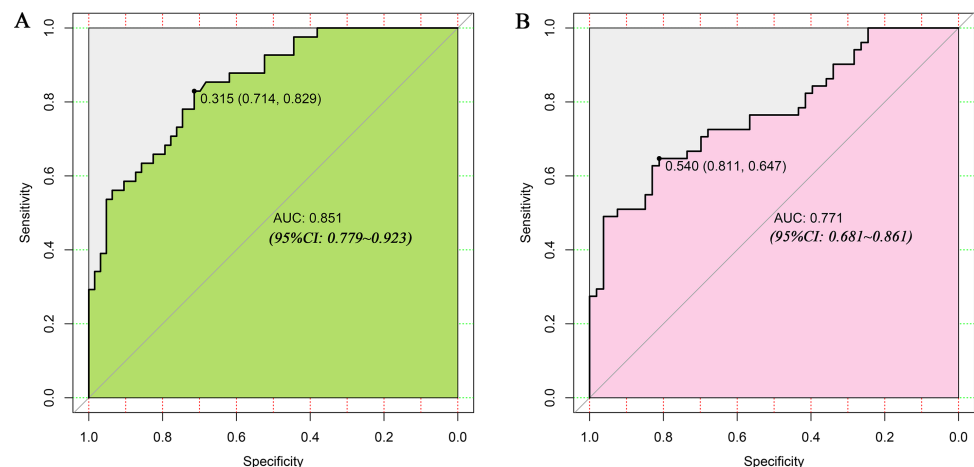 A
1.0
0.8
0.6
0.4
0.2
0.0
Sensitivity
0.315 (0.714, 0.829)
AUC: 0.851
(95%CI: 0.779~0.923)
1.0 0.8 0.6 0.4 0.2 0.0
Specificity
B
1.0
0.8
0.6
0.4
0.2
0.0
Sensitivity
0.540 (0.811, 0.647)
AUC: 0.771
(95%CI: 0.681~0.861)
1.0 0.8 0.6 0.4 0.2 0.0
Specificity